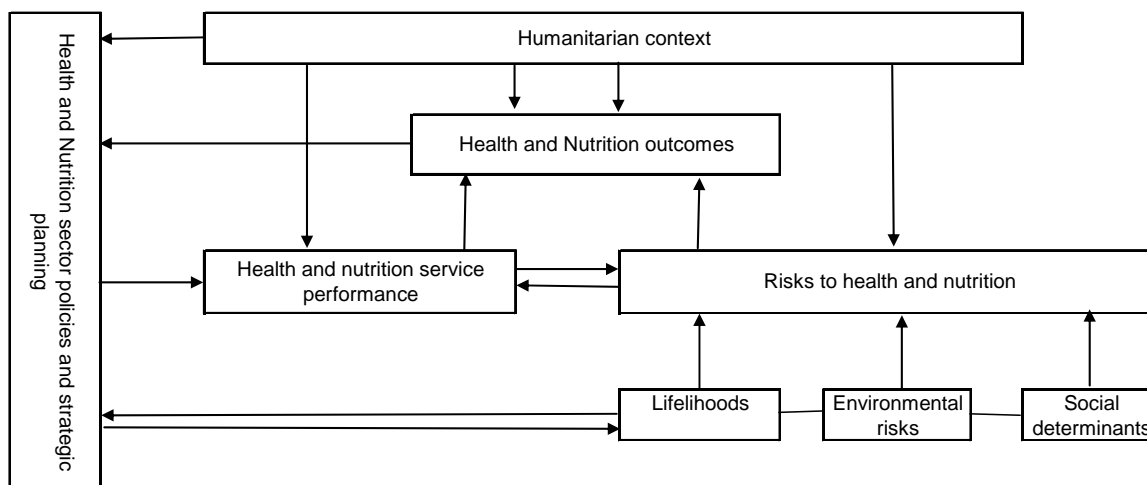 Humanitarian context
Health and Nutrition sector policies and strategic
planning
Health and Nutrition outcomes
Health and nutrition service
performance
Risks to health and nutrition
Lifelihoods
Environmental
risks
Social
determinants